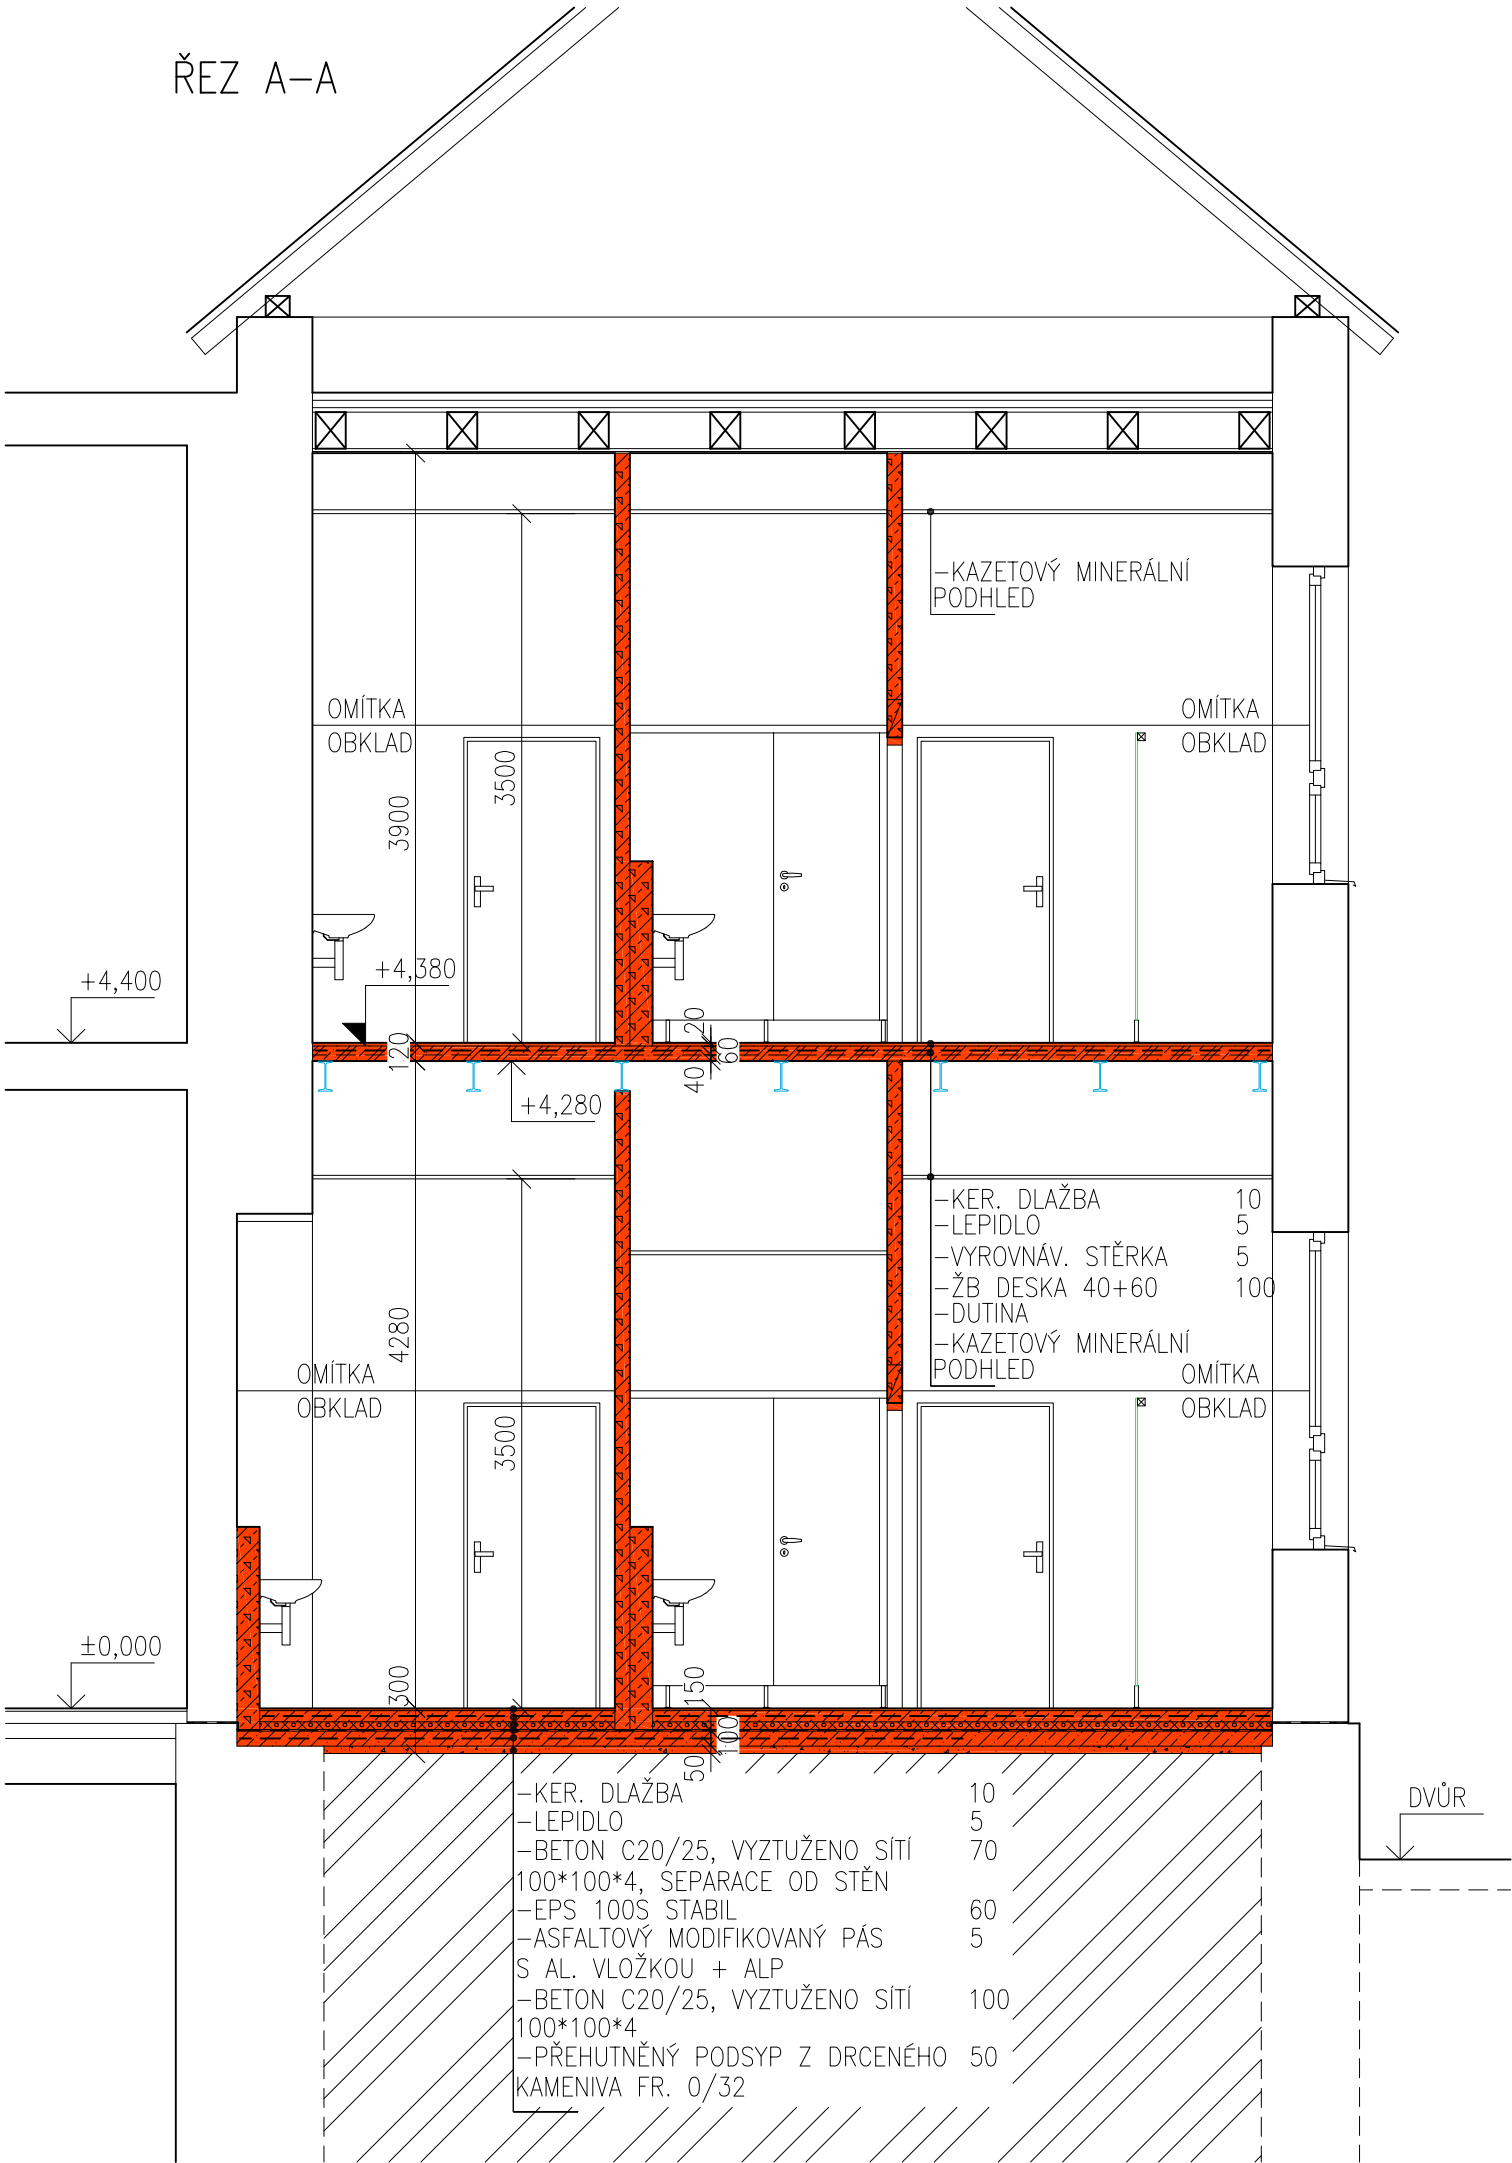 ŘEZ A-A
-KAZETOVÝ MINERÁLNÍ
PODHLED
OMÍTKA
OBKLAD
OMÍTKA
OBKLAD
3500
3900
+4,400
+4,380
120
20
60
40
+4,280
-KER. DLAŽBA 10
-LEPIDLO 5
-VYROVNÁV. STĚRKA 5
-ŽB DESKA 40+60 100
-DUTINA
-KAZETOVÝ MINERÁLNÍ
PODHLED
4280
OMÍTKA
OBKLAD
OMÍTKA
OBKLAD
3500
±0,000
300
150
100
50
-KER. DLAŽBA 10
-LEPIDLO 5
-BETON C20/25, VYZTUŽENO SÍTÍ 70
100*100*4, SEPARACE OD STĚN
-EPS 100S STABIL 60
-ASFALTOVÝ MODIFIKOVANÝ PÁS 5
S AL. VLOŽKOU + ALP
-BETON C20/25, VYZTUŽENO SÍTÍ 100
100*100*4
-PŘEHUTNĚNÝ PODSYP Z DRCENÉHO 50
KAMENIVA FR. 0/32
DVŮR